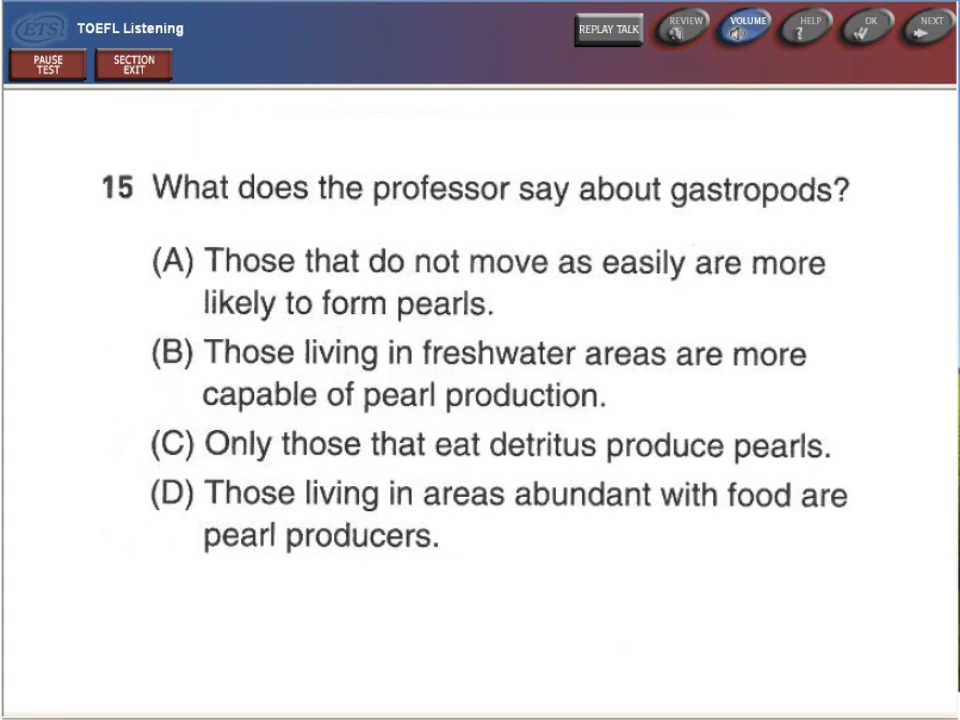 ETS TOEFL Listening
REPLAY TALK
REVIEW
VOLUME
HELP
?
OK
NEXT
PAUSE
TEST
SECTION
EXIT
15 What does the professor say about gastropods?
(A) Those that do not move as easily are more
likely to form pearls.
(B) Those living in freshwater areas are more
capable of pearl production.
(C) Only those that eat detritus produce pearls.
(D) Those living in areas abundant with food are
pearl producers.